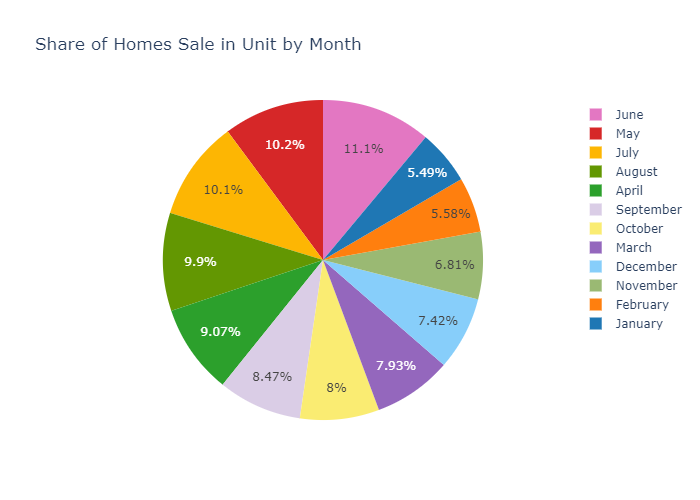 Share of Homes Sale in Unit by Month
11.1%
5.49%
5.58%
6.81%
7.42%
7.93%
8%
8.47%
9.07%
9.9%
10.1%
10.2%
June
May
July
August
April
September
October
March
December
November
February
January